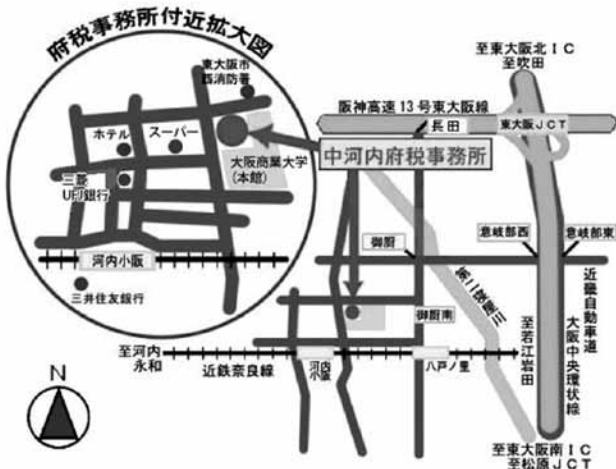 府税事務所付近拡大図
東大阪市
西消防署
ホテル
スーパー
大阪商業大学
(本館)
三菱
UFJ銀行
河内小阪
三井住友銀行
至東大阪北IC
至吹田
阪神高速13号東大阪線
長田
東大阪JCT
中河内府税事務所
御厨
意岐部西
意岐部東
第二寝屋川
近畿自動車道
御厨南
至若江岩田
大阪中央環状線
至河内
永和
近鉄奈良線
河内
小阪
八戸ノ里
N
至東大阪南IC
至松原JCT